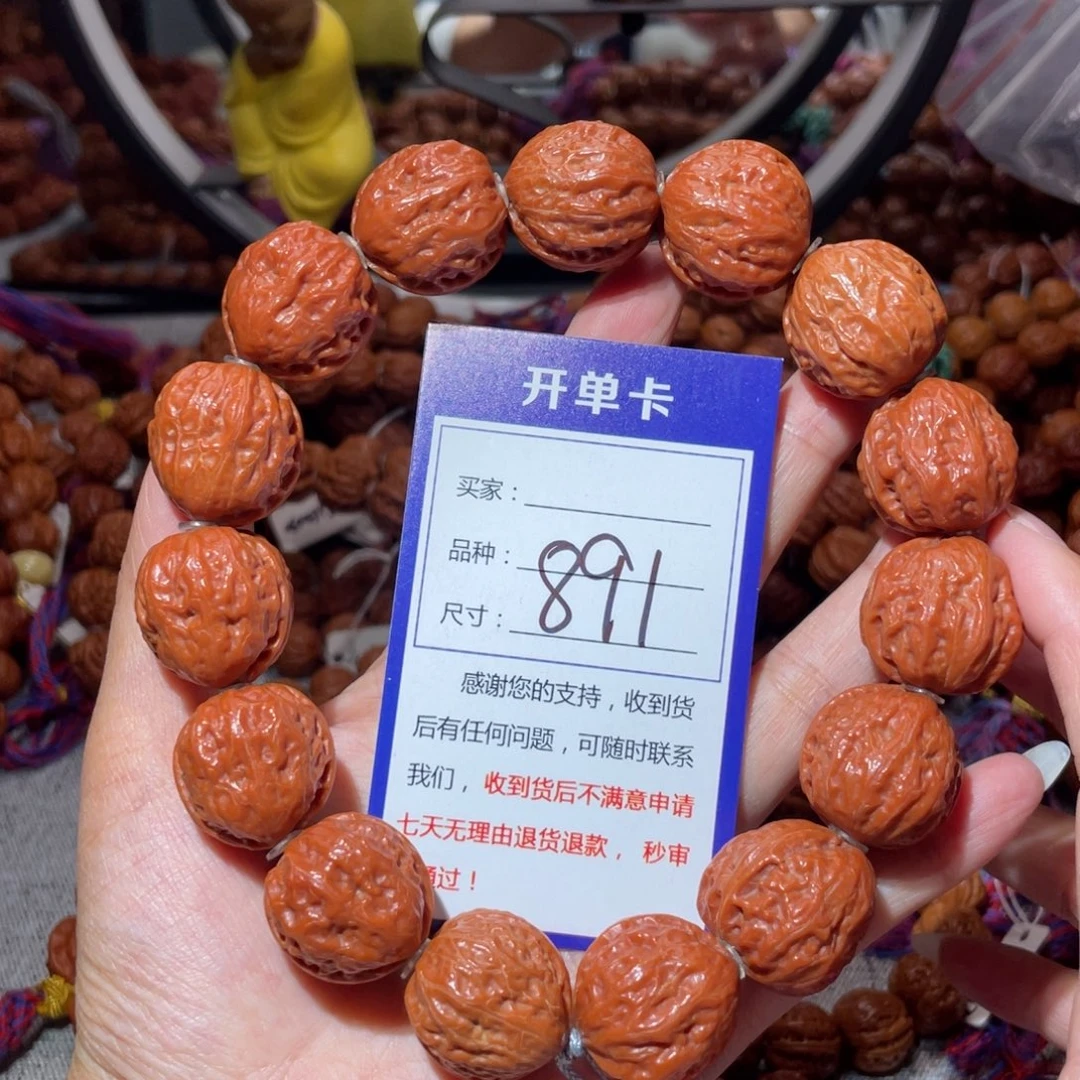 开单卡
买家：
品种：
891
尺寸：
感谢您的支持，收到货
后有任何问题，可随时联系
我们，收到货后不满意申请
七天无理由退货退款，秒审
通过！